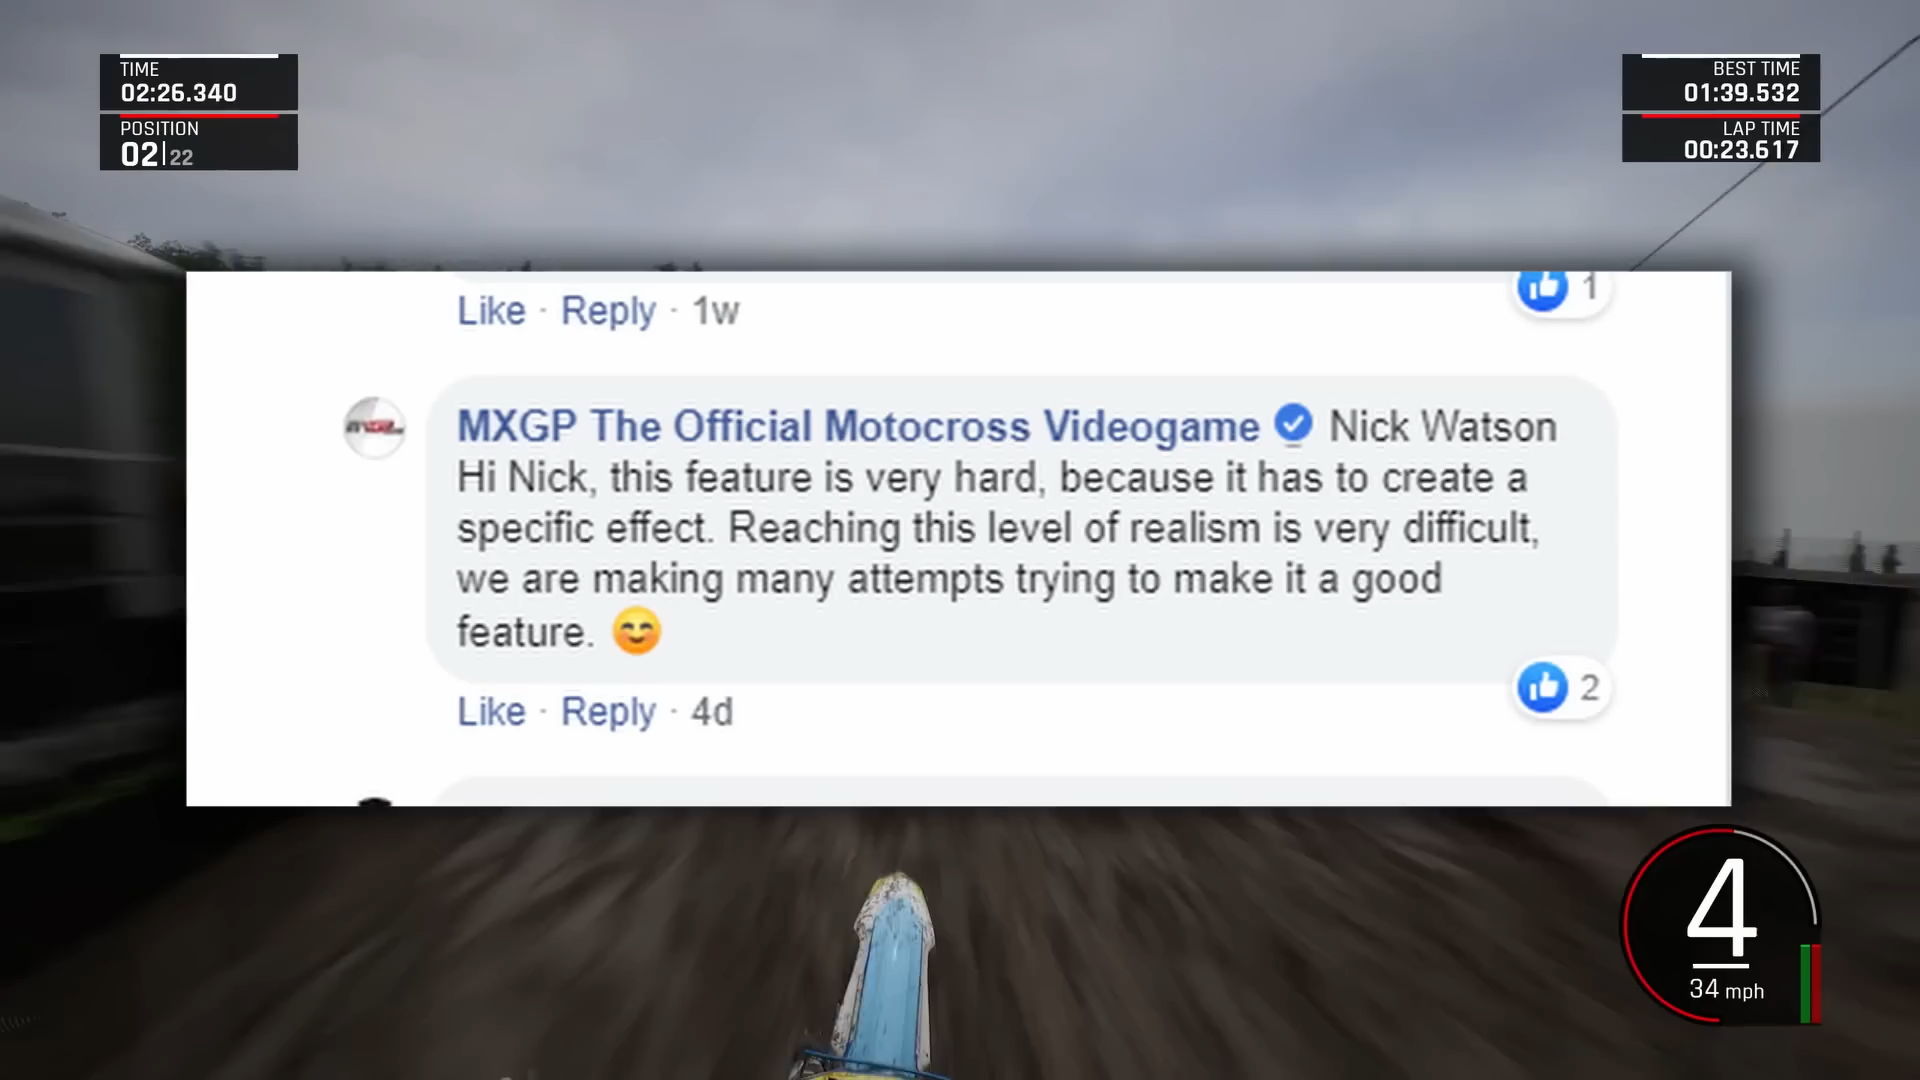 TIME
02:26.340
POSITION
02|22
BEST TIME
01:39.532
LAP TIME
00:23.617
1
Like · Reply · 1w
MXGP The Official Motocross Videogame Nick Watson
Hi Nick, this feature is very hard, because it has to create a
specific effect. Reaching this level of realism is very difficult,
we are making many attempts trying to make it a good
feature. 😊
2
Like · Reply · 4d
4
34 mph